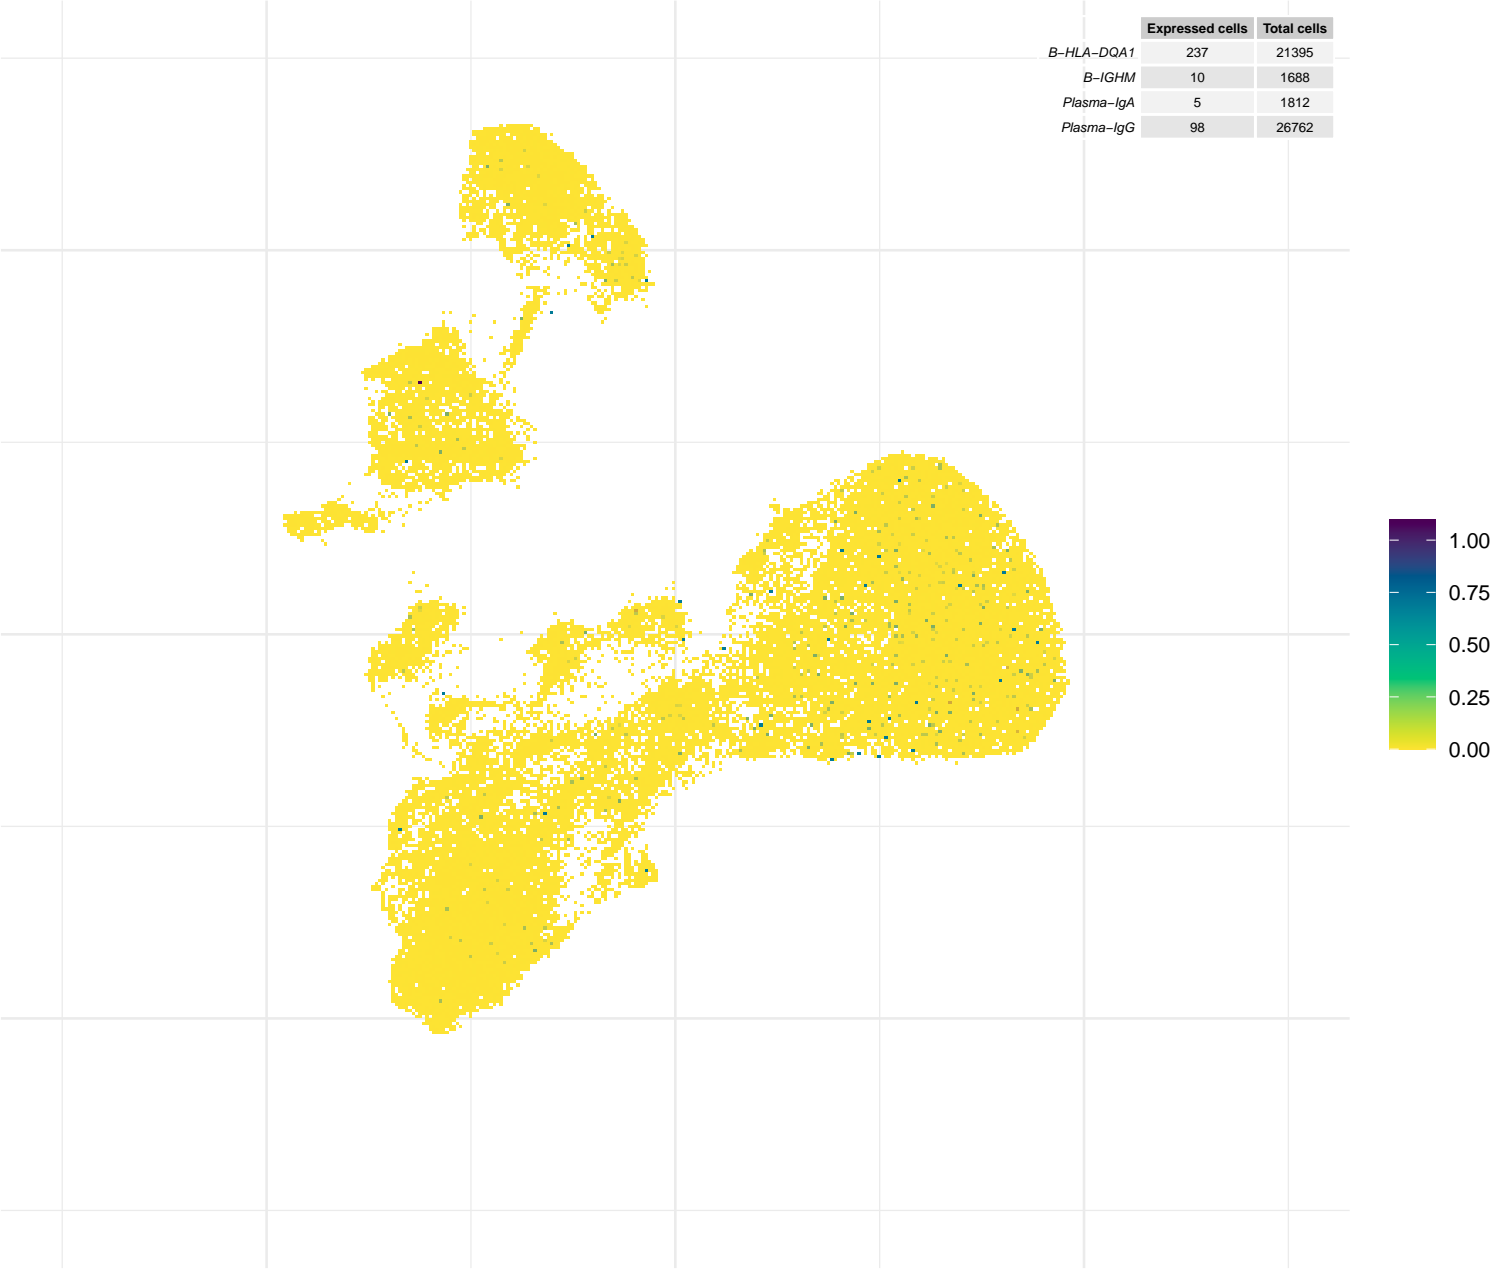 Expressed cells Total cells
B−HLA−DQA1 237 21395
B−IGHM 10 1688
Plasma−IgA 5 1812
Plasma−IgG 98 26762
1.00
0.75
0.50
0.25
0.00